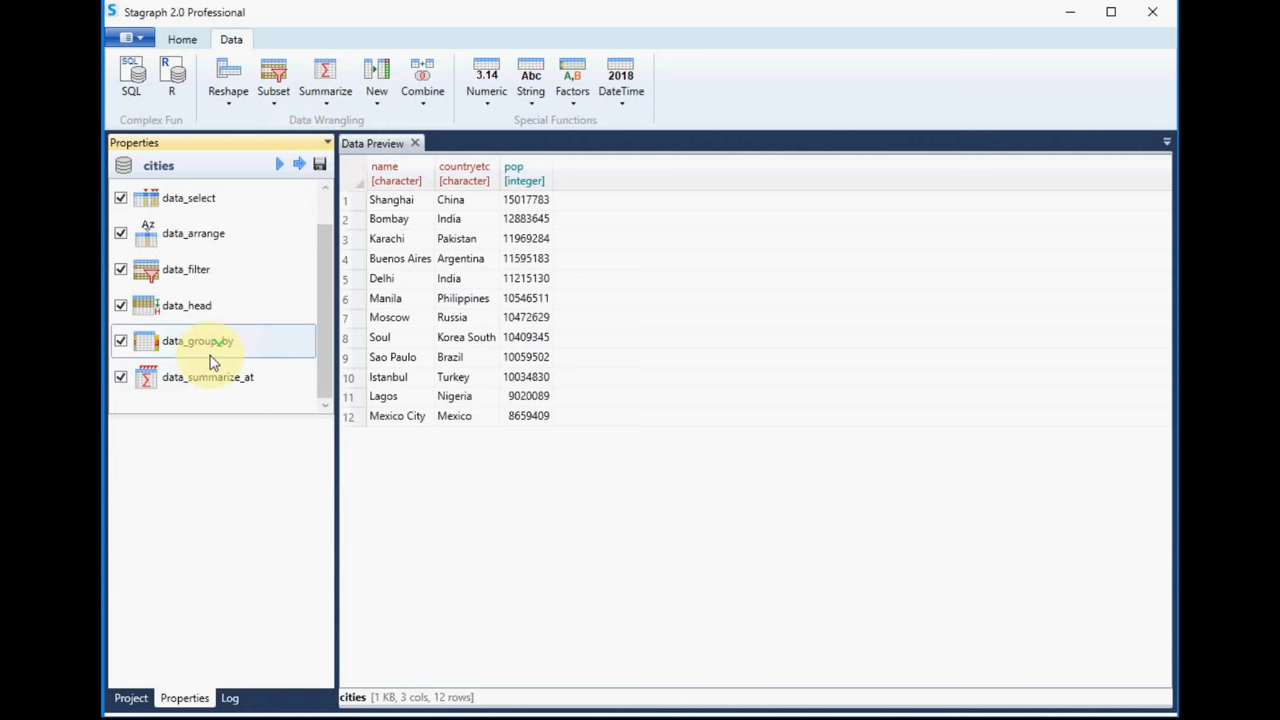 Stagraph 2.0 Professional
Home Data
SQL R Reshape Subset Summarize New Combine Numeric String Factors DateTime
SQL R 3.14 Abc A,B 2018
Complex Fun Data Wrangling Special Functions
Properties
cities
data_select
data_arrange
data_filter
data_head
data_group_by
data_summarize_at
Project Properties Log
Data Preview
name countryetc pop
[character] [character] [integer]
1 Shanghai China 15017783
2 Bombay India 12883645
3 Karachi Pakistan 11969284
4 Buenos Aires Argentina 11595183
5 Delhi India 11215130
6 Manila Philippines 10546511
7 Moscow Russia 10472629
8 Soul Korea South 10409345
9 Sao Paulo Brazil 10059502
10 Istanbul Turkey 10034830
11 Lagos Nigeria 9020089
12 Mexico City Mexico 8659409
cities [1 KB, 3 cols, 12 rows]